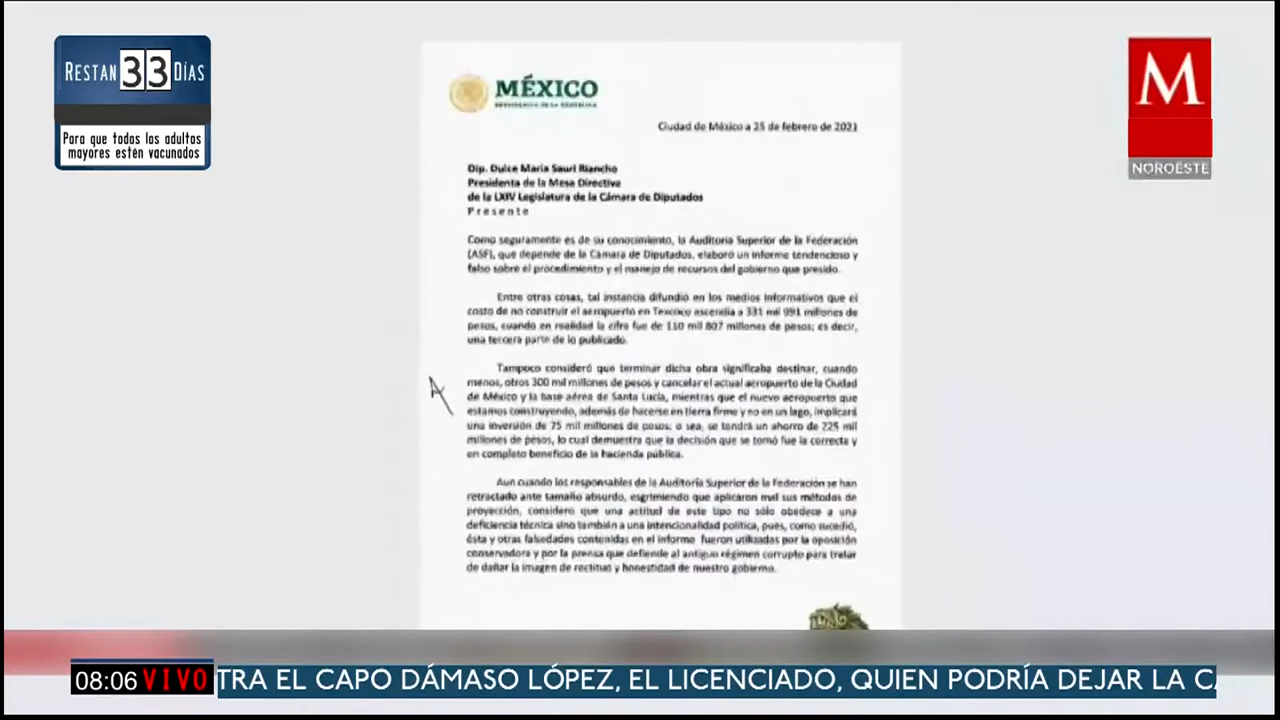 RESTAN 33 DÍAS
Para que todos los adultos
mayores estén vacunados
M
NOROESTE
MÉXICO
PRESIDENCIA DE LA REPÚBLICA
Ciudad de México a 25 de febrero de 2021
Dip. Dulce María Sauri Riancho
Presidenta de la Mesa Directiva
de la LXIV Legislatura de la Cámara de Diputados
P r e s e n t e
Como seguramente es de su conocimiento, la Auditoría Superior de la Federación
(ASF), que depende de la Cámara de Diputados, elaboró un informe tendencioso y
falso sobre el procedimiento y el manejo de recursos del gobierno que presido.
Entre otras cosas, tal instancia difundió en los medios informativos que el
costo de no construir el aeropuerto en Texcoco ascendía a 331 mil 991 millones de
pesos, cuando en realidad la cifra fue de 110 mil 807 millones de pesos; es decir,
una tercera parte de lo publicado.
Tampoco consideró que terminar dicha obra significaba destinar, cuando
menos, otros 300 mil millones de pesos y cancelar el actual aeropuerto de la Ciudad
de México y la base aérea de Santa Lucía, mientras que el nuevo aeropuerto que
estamos construyendo, además de hacerse en tierra firme y no en un lago, implicará
una inversión de 75 mil millones de pesos; o sea, se tendrá un ahorro de 225 mil
millones de pesos, lo cual demuestra que la decisión que se tomó fue la correcta y
en completo beneficio de la hacienda pública.
Aun cuando los responsables de la Auditoría Superior de la Federación se han
retractado ante tamaño absurdo, esgrimiendo que aplicaron mal sus métodos de
proyección, considero que una actitud de este tipo no sólo obedece a una
deficiencia técnica sino también a una intencionalidad política, pues, como sucedió,
ésta y otras falsedades contenidas en el informe fueron utilizadas por la oposición
conservadora y por la prensa que defiende al antiguo régimen corrupto para tratar
de dañar la imagen de rectitud y honestidad de nuestro gobierno.
08:06 VIVO TRA EL CAPO DÁMASO LÓPEZ, EL LICENCIADO, QUIEN PODRÍA DEJAR LA CA